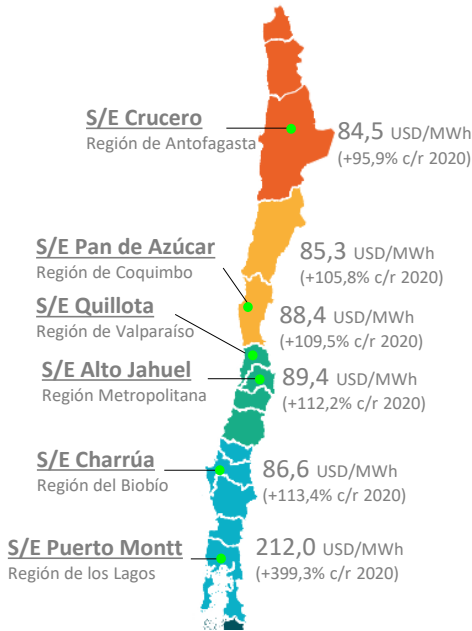 S/E Crucero
Región de Antofagasta
84,5 USD/MWh
(+95,9% c/r 2020)
S/E Pan de Azúcar
Región de Coquimbo
85,3 USD/MWh
(+105,8% c/r 2020)
S/E Quillota
Región de Valparaíso
88,4 USD/MWh
(+109,5% c/r 2020)
S/E Alto Jahuel
Región Metropolitana
89,4 USD/MWh
(+112,2% c/r 2020)
S/E Charrúa
Región del Biobío
86,6 USD/MWh
(+113,4% c/r 2020)
S/E Puerto Montt
Región de los Lagos
212,0 USD/MWh
(+399,3% c/r 2020)